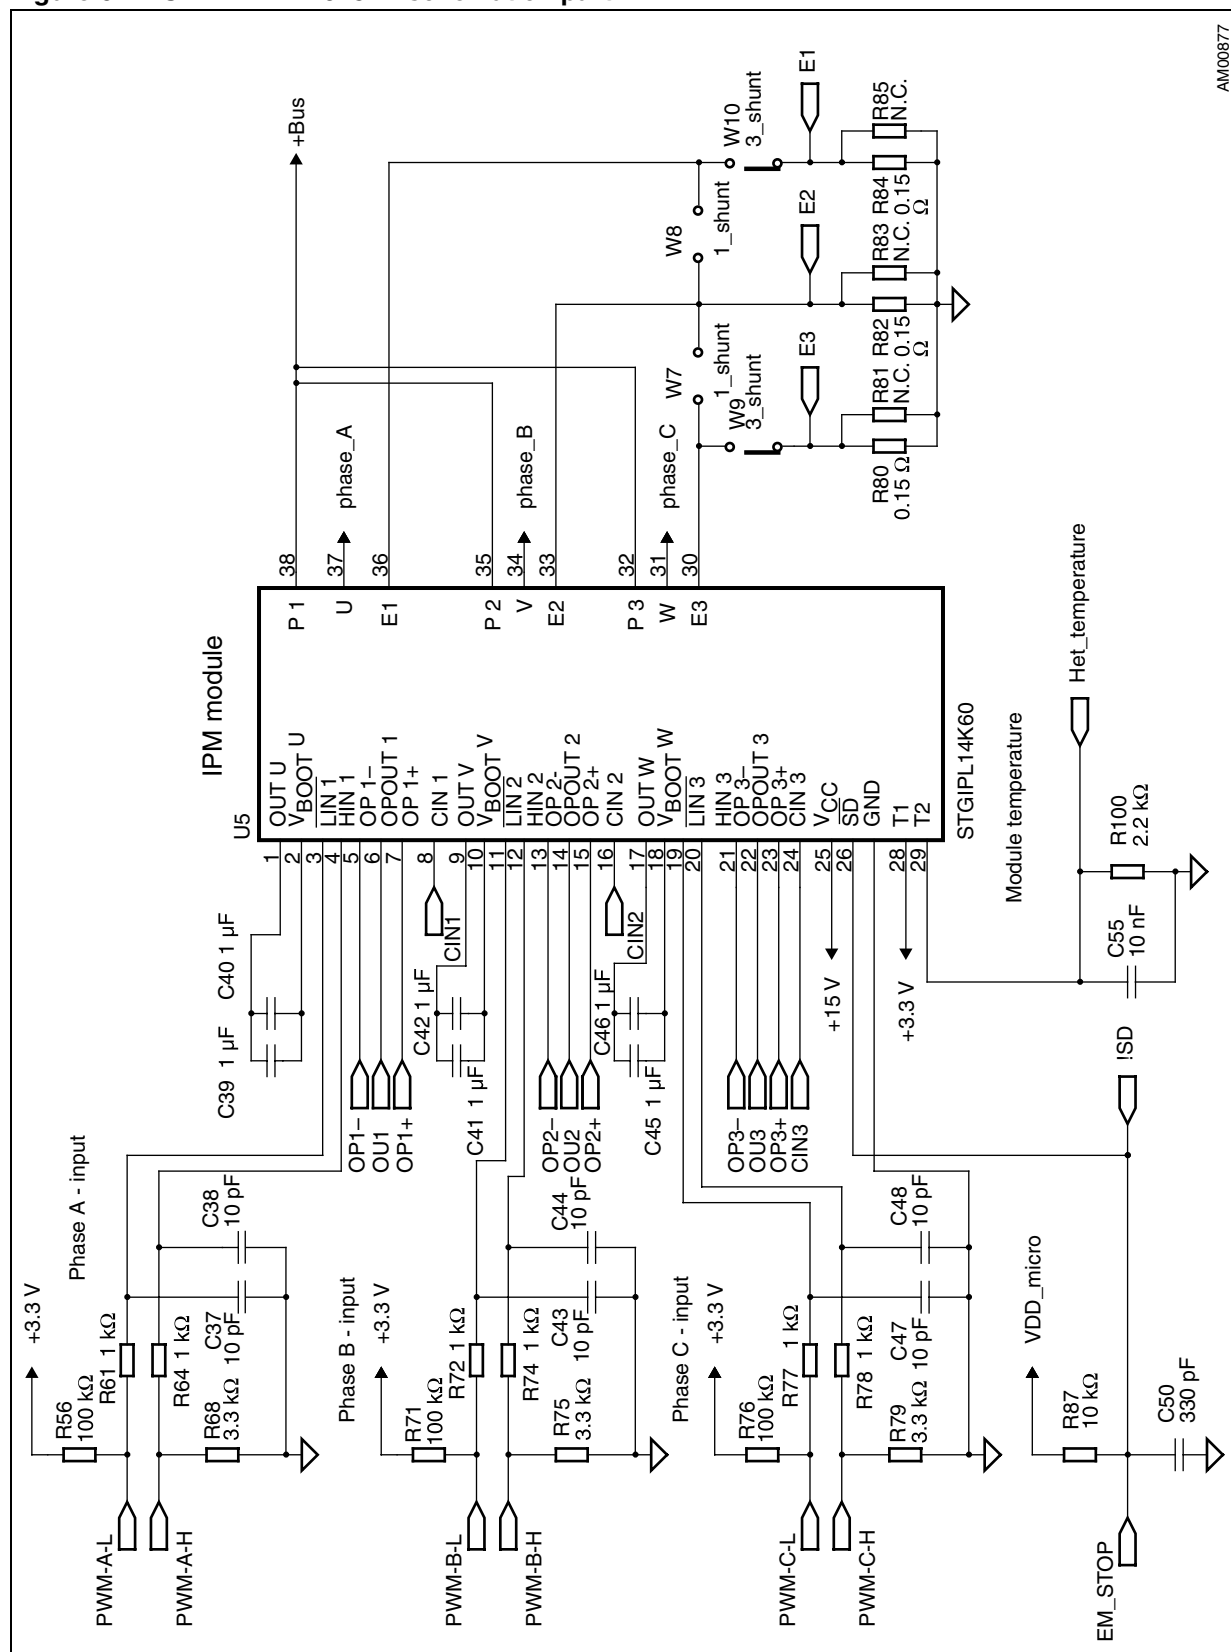 AM00877
+Bus
phase_A
phase_B
phase_C
W10
3_shunt
E1
W8
1_shunt
E2
W7
1_shunt
W9
3_shunt
E3
R85
N.C.
R84
0.15
Ω
R83
N.C.
R82
0.15
Ω
R81
N.C.
R80
0.15 Ω
38
37
36
35
34
33
32
31
30
P 1
U
E1
P 2
V
E2
P 3
W
E3
IPM module
U5
OUT U
VBOOT U
LIN 1
HIN 1
OP 1–
OPOUT 1
OP 1+
CIN 1
OUT V
VBOOT V
LIN 2
HIN 2
OP 2-
OPOUT 2
OP 2+
CIN 2
OUT W
VBOOT W
LIN 3
HIN 3
OP 3–
OPOUT 3
OP 3+
CIN 3
VCC
SD
GND
T1
T2
STGIPL14K60
1
2
3
4
5
6
7
8
9
10
11
12
13
14
15
16
17
18
19
20
21
22
23
24
25
26
28
29
Module temperature
Het_temperature
R100
2.2 kΩ
C55
10 nF
C40 1 µF
C39 1 µF
CIN1
C42 1 µF
C41 1 µF
CIN2
C46 1 µF
C45 1 µF
+15 V
+3.3 V
!SD
OP1–
OU1
OP1+
OP2–
OU2
OP2+
OP3–
OU3
OP3+
CIN3
Phase A - input
+3.3 V
R56
100 kΩ
R61 1 kΩ
R64 1 kΩ
R68
3.3 kΩ
C37
10 pF
C38
10 pF
PWM-A-L
PWM-A-H
Phase B - input
+3.3 V
R71
100 kΩ
R72 1 kΩ
R74 1 kΩ
R75
3.3 kΩ
C43
10 pF
C44
10 pF
PWM-B-L
PWM-B-H
Phase C - input
+3.3 V
R76
100 kΩ
R77 1 kΩ
R78 1 kΩ
R79
3.3 kΩ
C47
10 pF
C48
10 pF
PWM-C-L
PWM-C-H
VDD_micro
R87
10 kΩ
C50
330 pF
EM_STOP